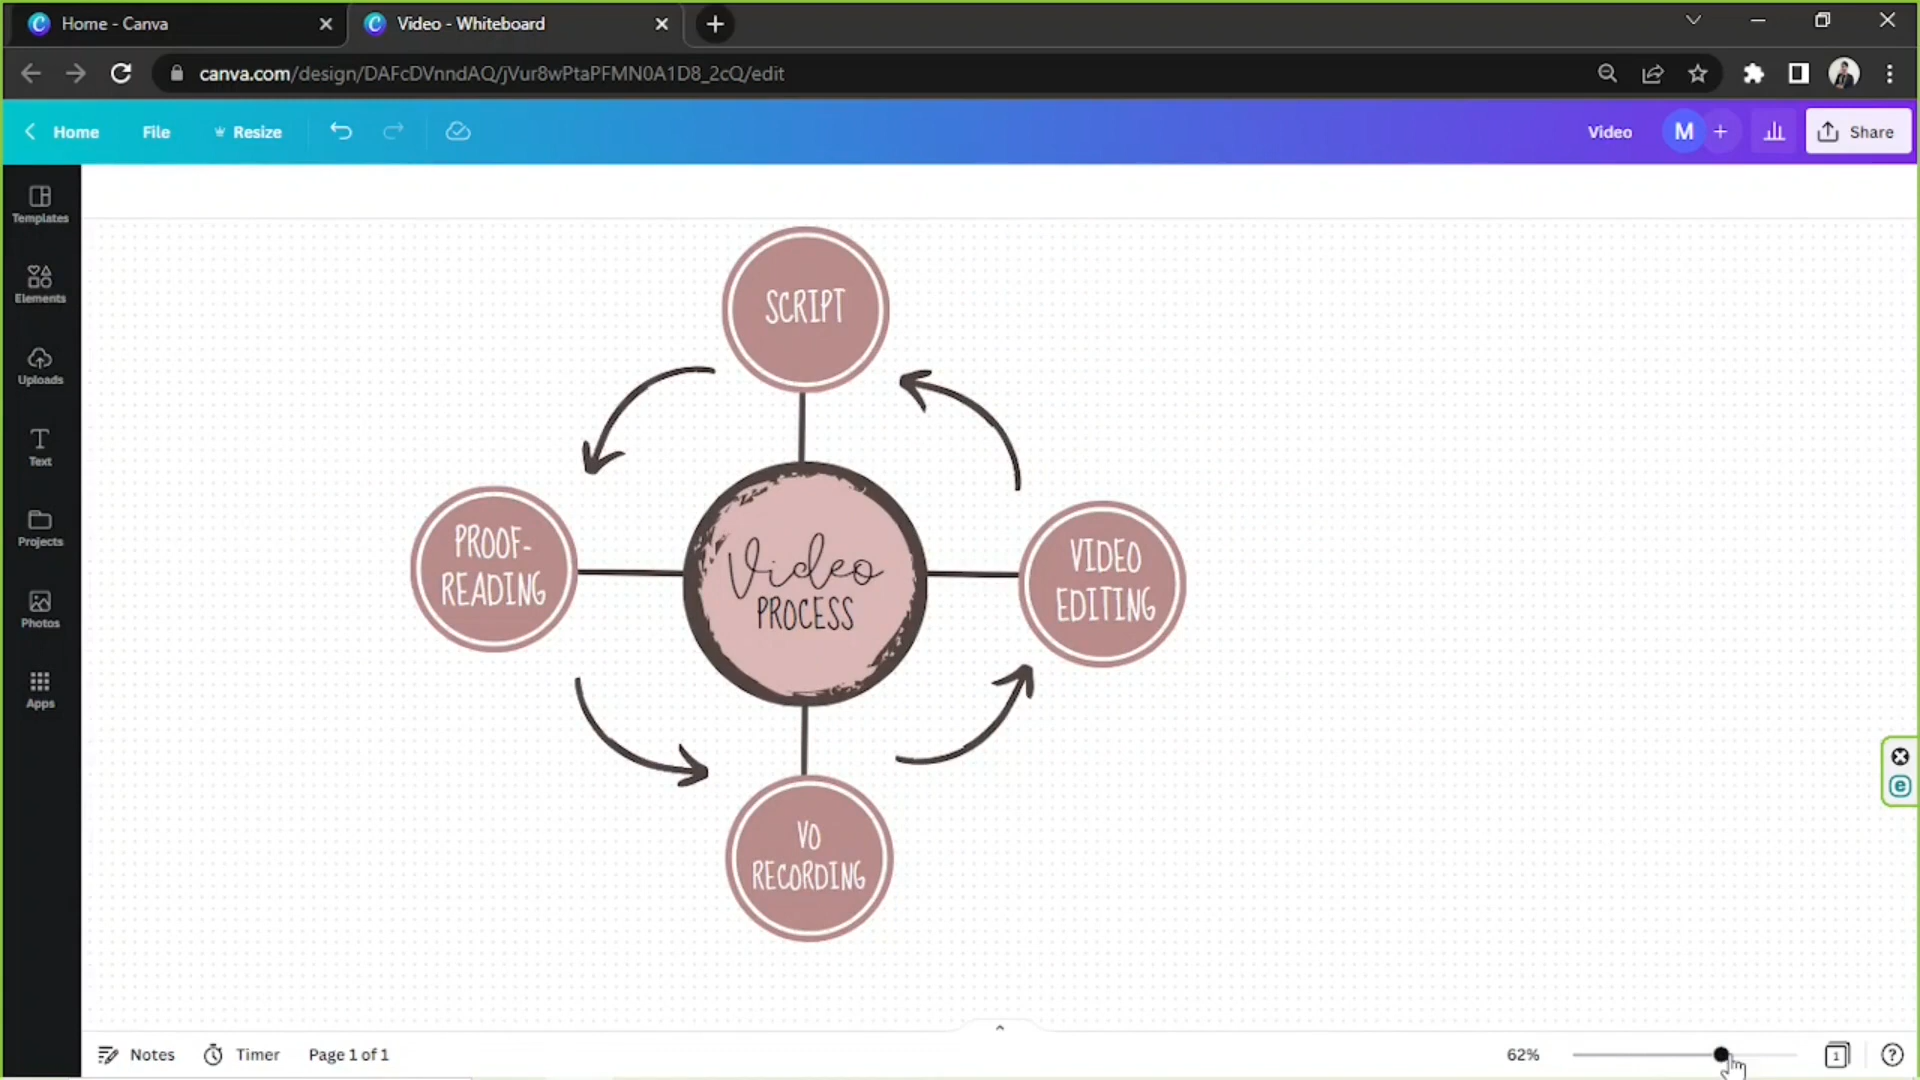 Home - Canva
Video - Whiteboard
canva.com/design/DAFcDVnndAQ/jVur8wPtaPFMN0A1D8_2cQ/edit
Home
File
Resize
Video
M
Share
Templates
Elements
Uploads
Text
Projects
Photos
Apps
SCRIPT
PROOF-
READING
Video
PROCESS
VIDEO
EDITING
VO
RECORDING
Notes
Timer
Page 1 of 1
62%
1